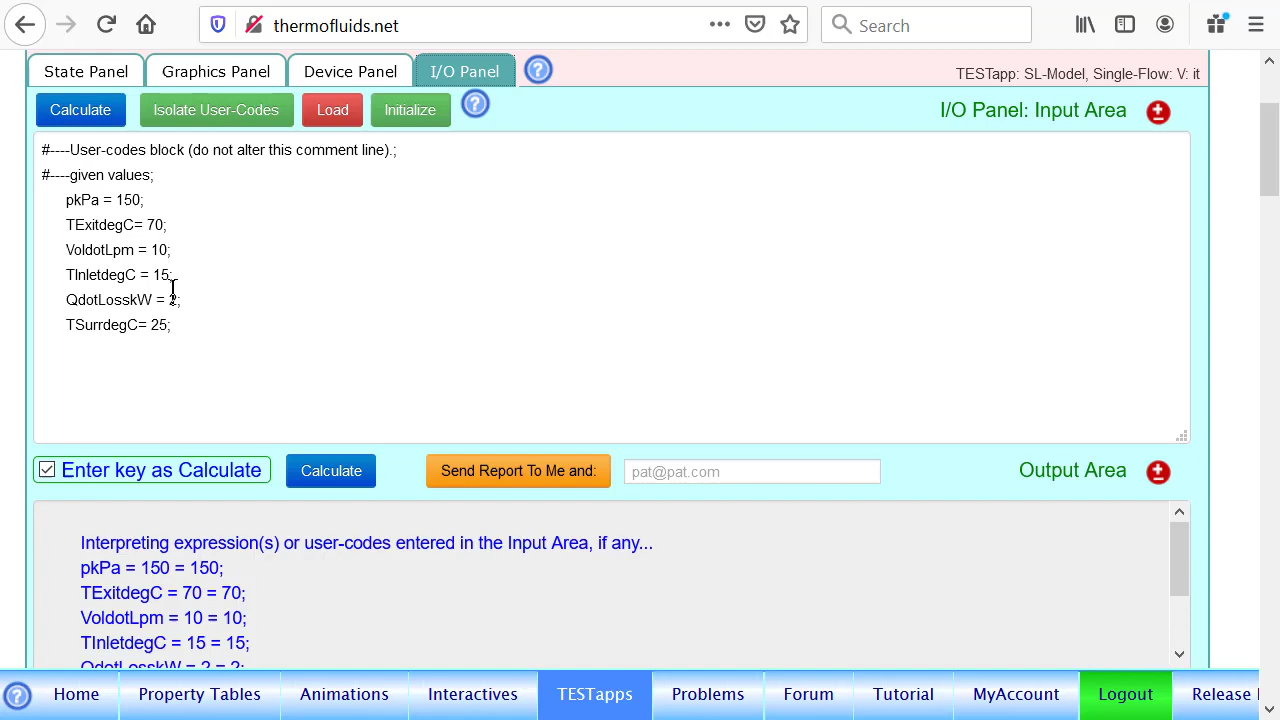 thermofluids.net
Search
State Panel
Graphics Panel
Device Panel
I/O Panel
TESTapp: SL-Model, Single-Flow: V: it
Calculate
Isolate User-Codes
Load
Initialize
I/O Panel: Input Area
#----User-codes block (do not alter this comment line).;
#----given values;
pkPa = 150;
TExitdegC= 70;
VoldotLpm = 10;
TInletdegC = 15;
QdotLosskW = 2;
TSurrdegC= 25;
Enter key as Calculate
Calculate
Send Report To Me and:
pat@pat.com
Output Area
Interpreting expression(s) or user-codes entered in the Input Area, if any...
pkPa = 150 = 150;
TExitdegC = 70 = 70;
VoldotLpm = 10 = 10;
TInletdegC = 15 = 15;
QdotLosskW = 2 = 2;
Home
Property Tables
Animations
Interactives
TESTapps
Problems
Forum
Tutorial
MyAccount
Logout
Release